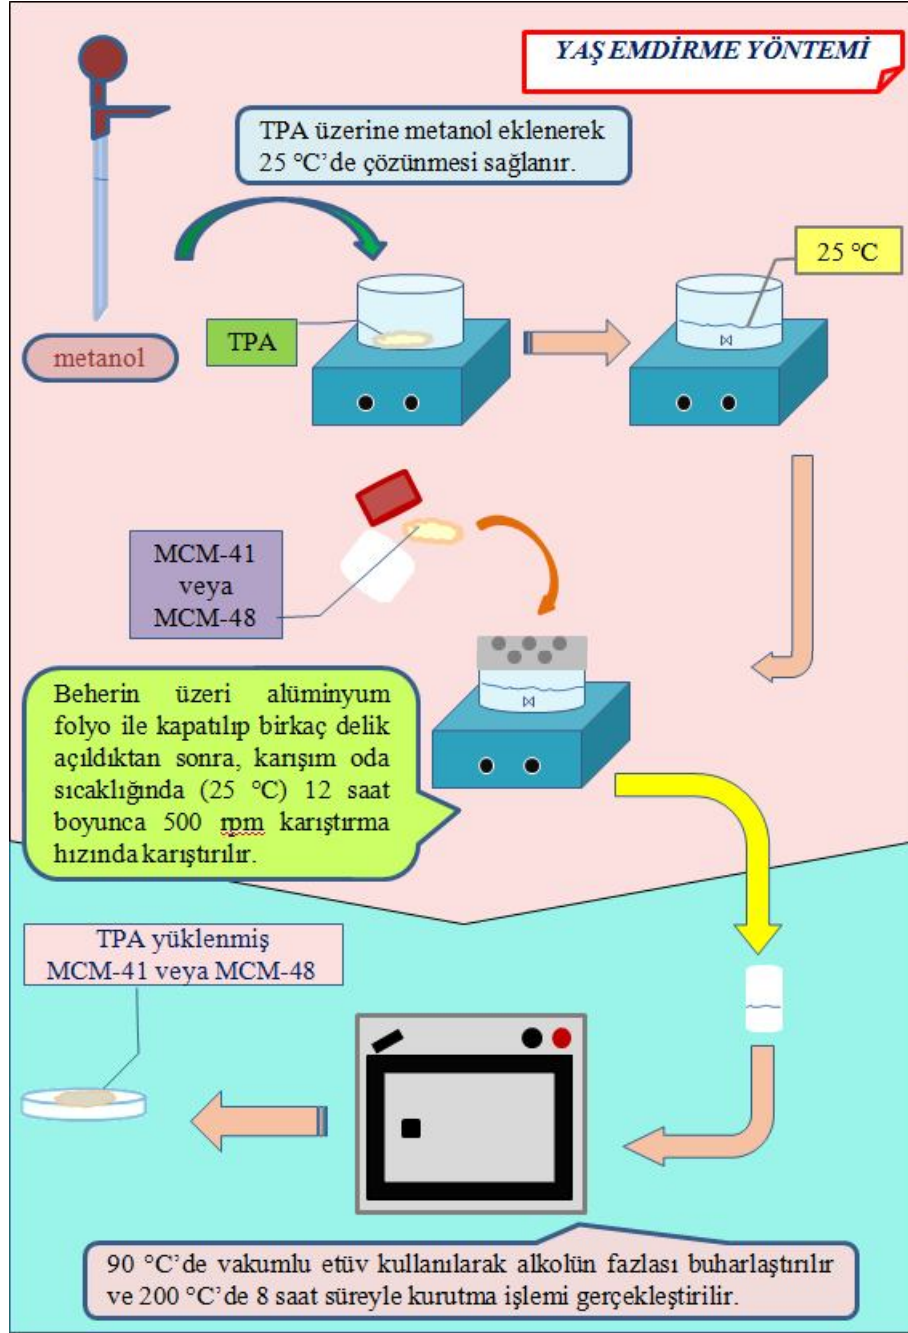 YAŞ EMDİRME YÖNTEMİ
TPA üzerine metanol eklenerek
25 °C’de çözünmesi sağlanır.
25 °C
TPA
metanol
MCM-41
veya
MCM-48
Beherin üzeri alüminyum
folyo ile kapatılıp birkaç delik
açıldıktan sonra, karışım oda
sıcaklığında (25 °C) 12 saat
boyunca 500 rpm karıştırma
hızında karıştırılır.
TPA yüklenmiş
MCM-41 veya MCM-48
90 °C’de vakumlu etüv kullanılarak alkolün fazlası buharlaştırılır
ve 200 °C’de 8 saat süreyle kurutma işlemi gerçekleştirilir.